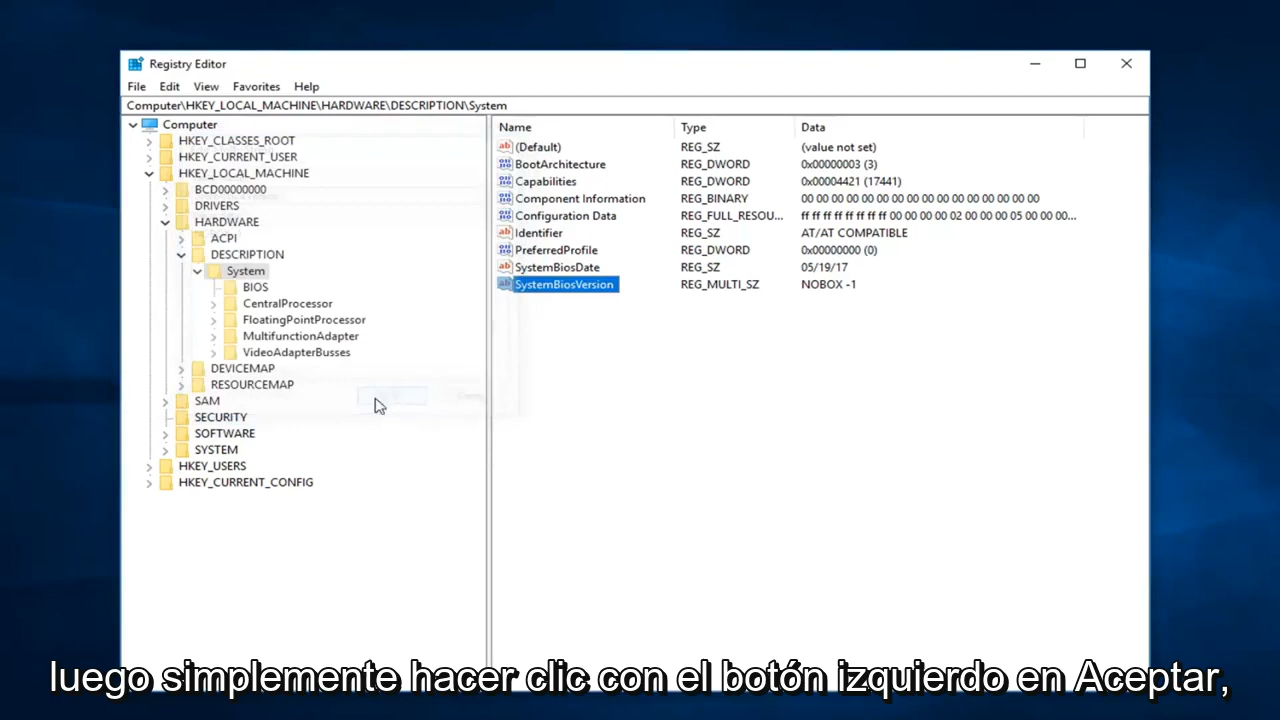 Registry Editor
File Edit View Favorites Help
Computer\HKEY_LOCAL_MACHINE\HARDWARE\DESCRIPTION\System
Computer
HKEY_CLASSES_ROOT
HKEY_CURRENT_USER
HKEY_LOCAL_MACHINE
BCD00000000
DRIVERS
HARDWARE
ACPI
DESCRIPTION
System
BIOS
CentralProcessor
FloatingPointProcessor
MultifunctionAdapter
VideoAdapterBusses
DEVICEMAP
RESOURCEMAP
SAM
SECURITY
SOFTWARE
SYSTEM
HKEY_USERS
HKEY_CURRENT_CONFIG
Name Type Data
(Default) REG_SZ (value not set)
BootArchitecture REG_DWORD 0x00000003 (3)
Capabilities REG_DWORD 0x00004421 (17441)
Component Information REG_BINARY 00 00 00 00 00 00 00 00 00 00 00 00 00 00 00 00
Configuration Data REG_FULL_RESOU... ff ff ff ff ff ff ff ff 00 00 00 00 02 00 00 00 05 00 00 00...
Identifier REG_SZ AT/AT COMPATIBLE
PreferredProfile REG_DWORD 0x00000000 (0)
SystemBiosDate REG_SZ 05/19/17
SystemBiosVersion REG_MULTI_SZ NOBOX -1
luego simplemente hacer clic con el botón izquierdo en Aceptar,